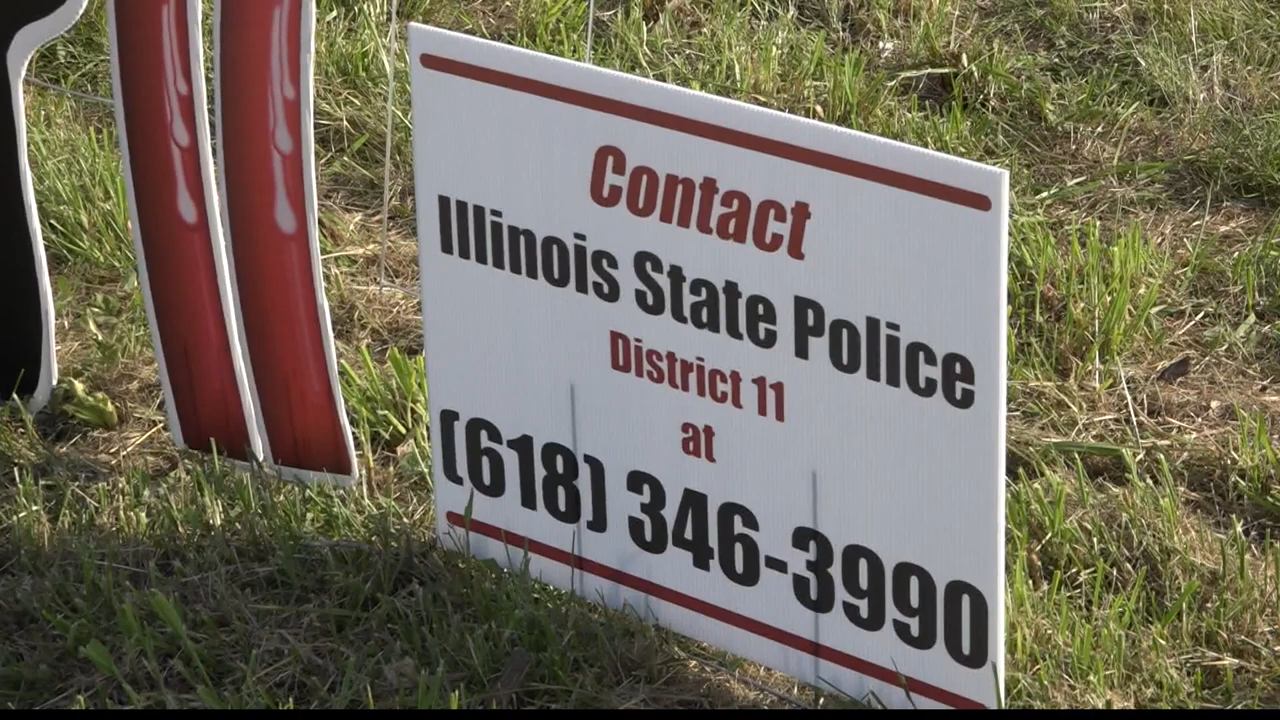 Contact
Illinois State Police
District 11
at
(618) 346-3990